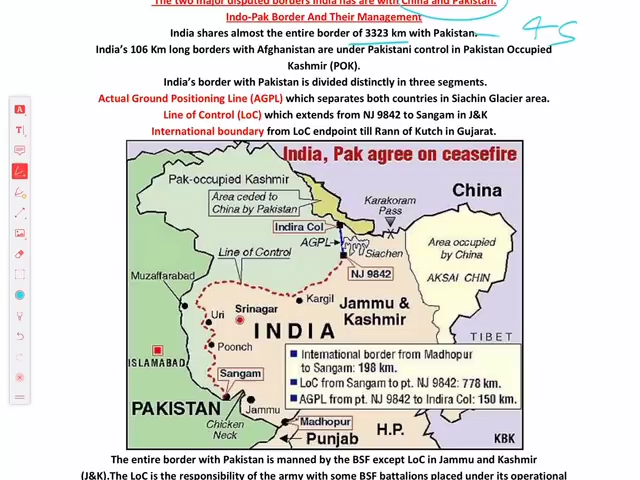 The two major disputed borders India has are with China and Pakistan.
Indo-Pak Border And Their Management
India shares almost the entire border of 3323 km with Pakistan.
45
India's 106 Km long borders with Afghanistan are under Pakistani control in Pakistan Occupied
Kashmir (POK).
India's border with Pakistan is divided distinctly in three segments.
Actual Ground Positioning Line (AGPL) which separates both countries in Siachin Glacier area.
Line of Control (LoC) which extends from NJ 9842 to Sangam in J&K
International boundary from LoC endpoint till Rann of Kutch in Gujarat.
India, Pak agree on ceasefire
Pak-occupied Kashmir
Area ceded to
China by Pakistan
Karakoram
Pass
China
Indira Col
AGPL
Siachen
Line of Control
NJ 9842
Area occupied
by China
AKSAI CHIN
Muzaffarabad
Kargil
Jammu &
Kashmir
Uri
Srinagar
INDIA
TIBET
Poonch
ISLAMABAD
International border from Madhopur
to Sangam: 198 km.
LoC from Sangam to pt. NJ 9842: 778 km.
AGPL from pt. NJ 9842 to Indira Col: 150 km.
Sangam
PAKISTAN
Jammu
Chicken
Neck
Madhopur
Punjab
H.P.
KBK
The entire border with Pakistan is manned by the BSF except LoC in Jammu and Kashmir
(J&K).The LoC is the responsibility of the army with some BSF battalions placed under its operational